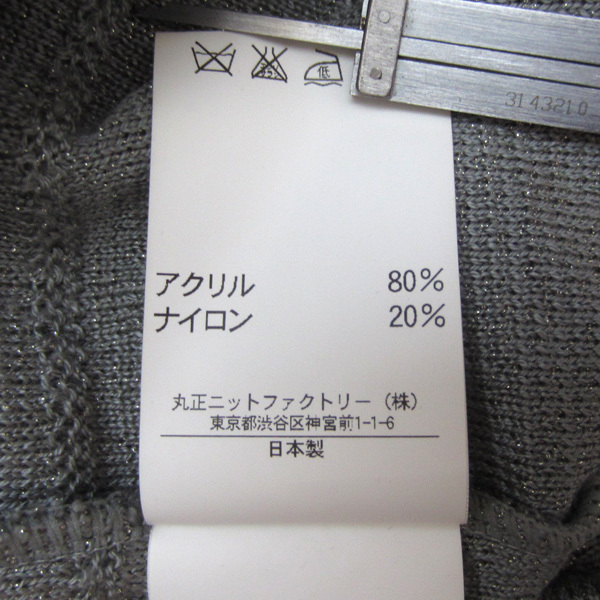 314321 0
低
アクリル 80%
ナイロン 20%
丸正ニットファクトリー（株）
東京都渋谷区神宮前1-1-6
日本製